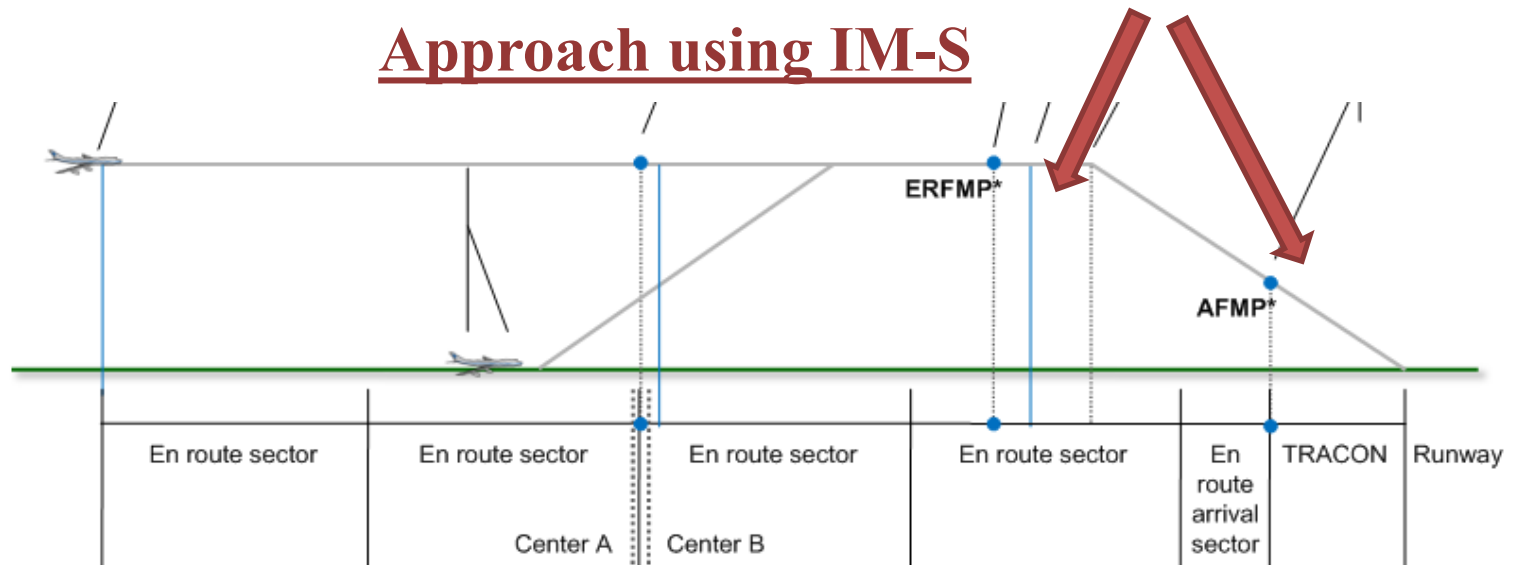 Approach using IM-S
ERFMP*
AFMP*
En route sector
En route sector
En route sector
En route sector
En
route
arrival
sector
TRACON
Runway
Center A
Center B